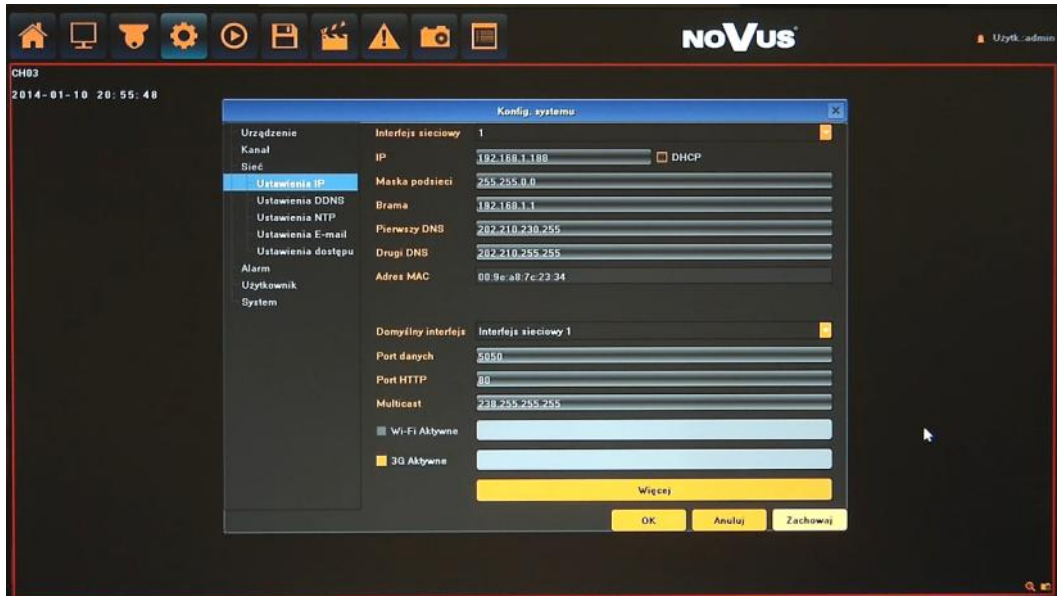 NOVUS
Użytk.:admin
CH03
2014-01-10 20:55:48
Konfig. systemu
Urządzenie
Kanał
Sieć
Ustawienia IP
Ustawienia DDNS
Ustawienia NTP
Ustawienia E-mail
Ustawienia dostępu
Alarm
Użytkownik
System
Interfejs sieciowy 1
IP 192.168.1.188 DHCP
Maska podsieci 255.255.0.0
Brama 192.168.1.1
Pierwszy DNS 202.210.230.255
Drugi DNS 202.210.255.255
Adres MAC 00:9e:a8:7c:23:34
Domyślny interfejs Interfejs sieciowy 1
Port danych 5050
Port HTTP 80
Multicast 238.255.255.255
Wi-Fi Aktywne
3G Aktywne
Więcej
OK Anuluj Zachowaj